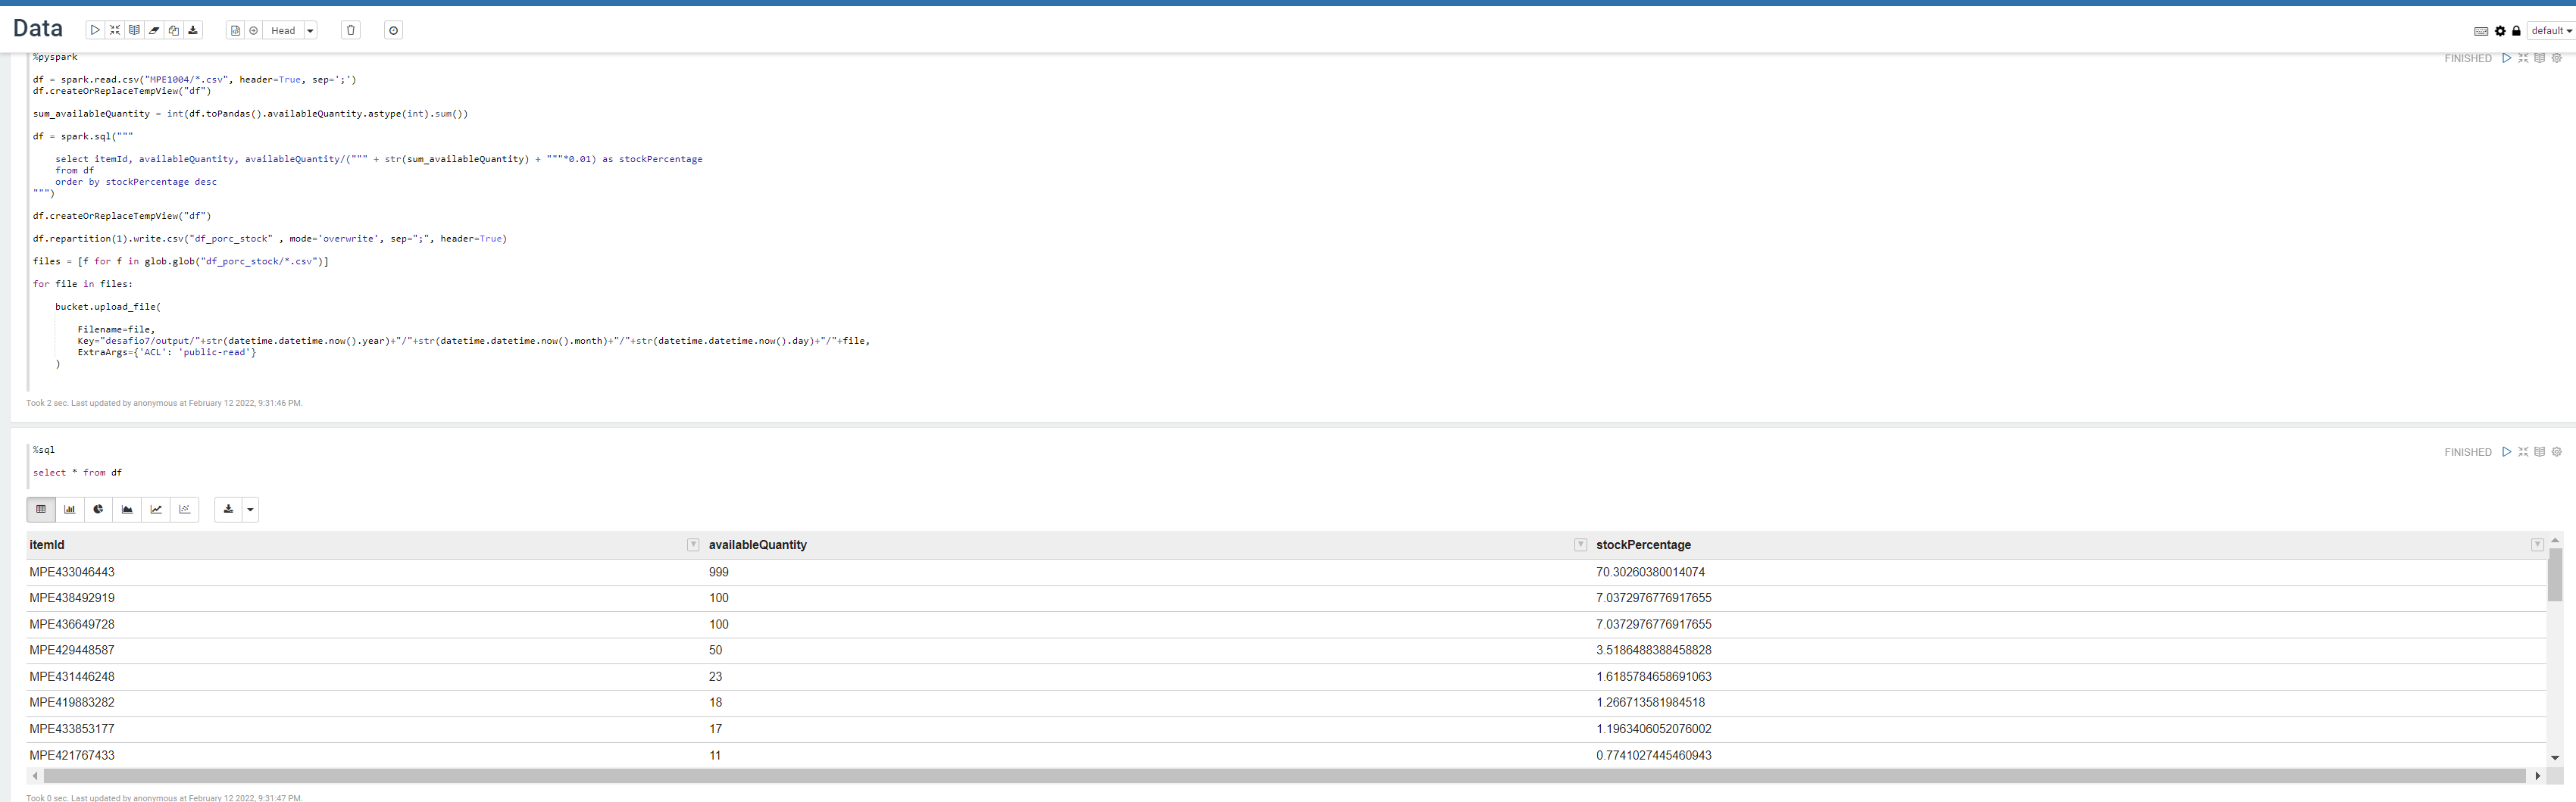 Data
Head
default
%pyspark
FINISHED
df = spark.read.csv("MPE1004/*.csv", header=True, sep=';')
df.createOrReplaceTempView("df")
sum_availableQuantity = int(df.toPandas().availableQuantity.astype(int).sum())
df = spark.sql("""
select itemId, availableQuantity, availableQuantity/(""" + str(sum_availableQuantity) + """*0.01) as stockPercentage
from df
order by stockPercentage desc
""")
df.createOrReplaceTempView("df")
df.repartition(1).write.csv("df_porc_stock" , mode='overwrite', sep=";", header=True)
files = [f for f in glob.glob("df_porc_stock/*.csv")]
for file in files:
bucket.upload_file(
Filename=file,
Key="desafio7/output/"+str(datetime.datetime.now().year)+"/"+str(datetime.datetime.now().month)+"/"+str(datetime.datetime.now().day)+"/"+file,
ExtraArgs={'ACL': 'public-read'}
)
Took 2 sec. Last updated by anonymous at February 12 2022, 9:31:46 PM.
%sql
FINISHED
select * from df
itemId availableQuantity stockPercentage
MPE433046443 999 70.30260380014074
MPE438492919 100 7.0372976776917655
MPE436649728 100 7.0372976776917655
MPE429448587 50 3.5186488388458828
MPE431446248 23 1.6185784658691063
MPE419883282 18 1.266713581984518
MPE433853177 17 1.1963406052076002
MPE421767433 11 0.7741027445460943
Took 0 sec. Last updated by anonymous at February 12 2022, 9:31:47 PM.